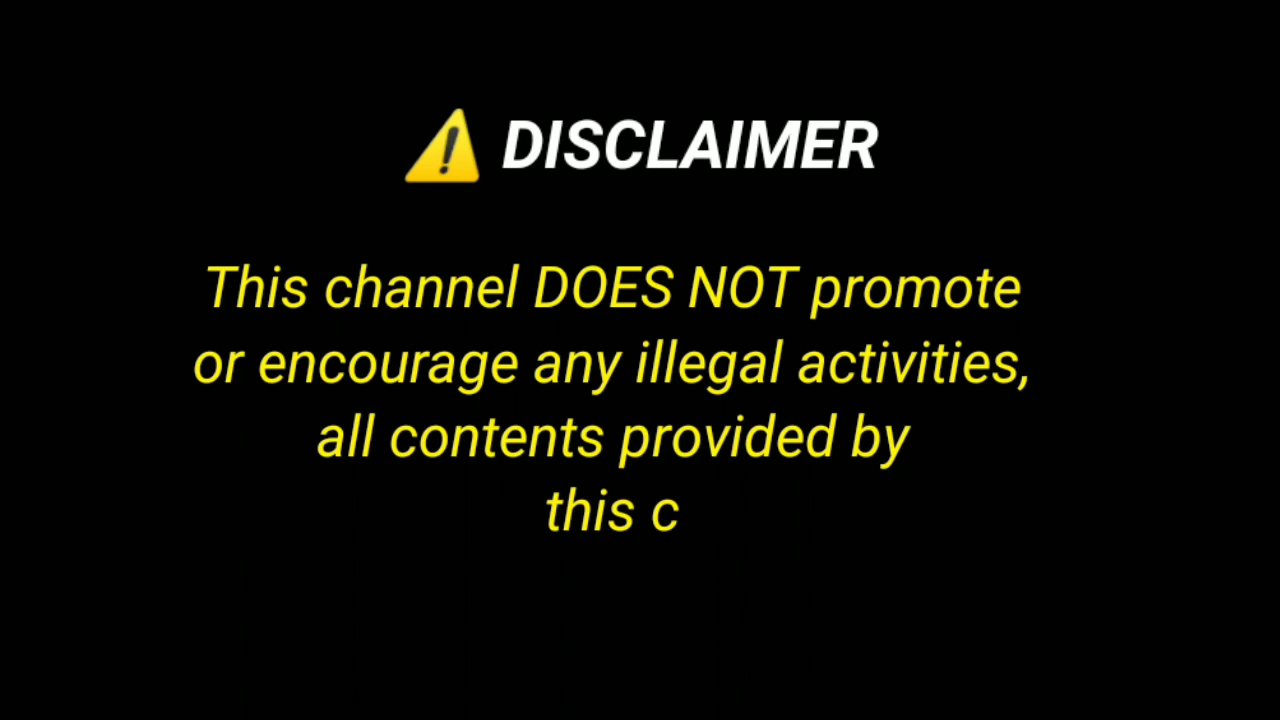 ⚠️ DISCLAIMER
This channel DOES NOT promote
or encourage any illegal activities,
all contents provided by
this c